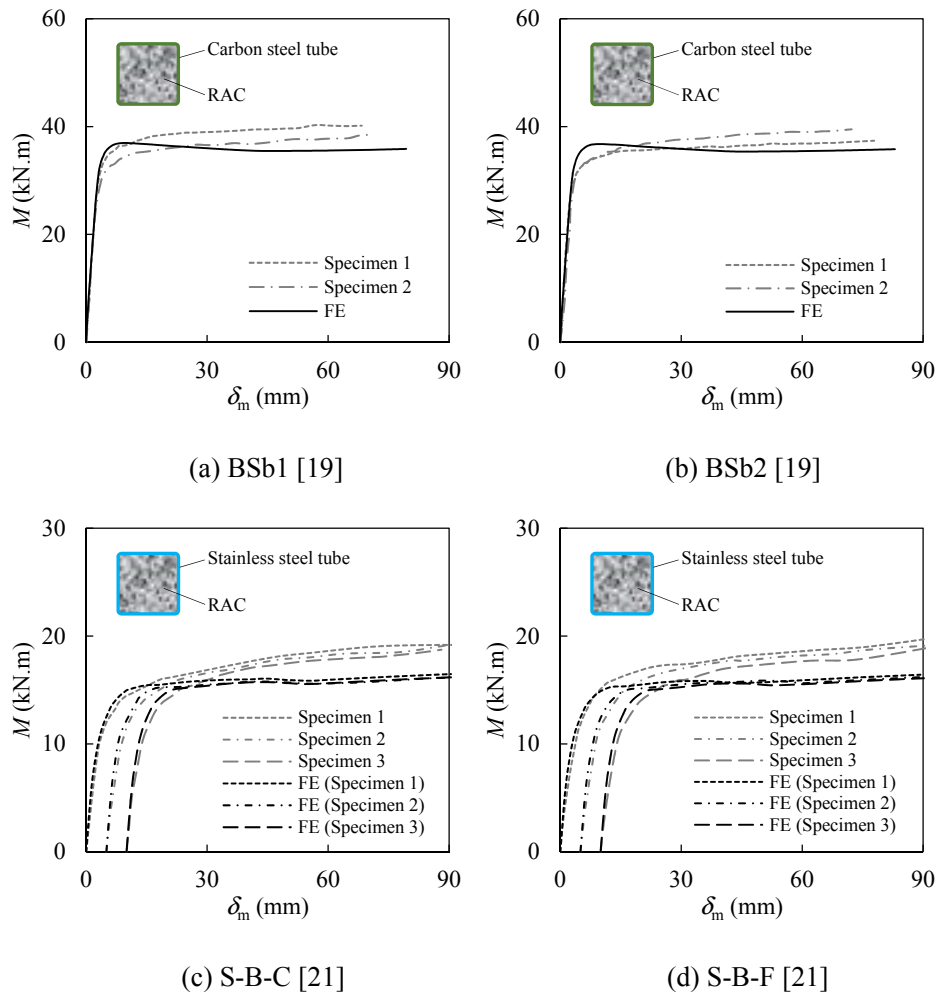 60
40
20
0
M (kN.m)
Carbon steel tube
RAC
Specimen 1
Specimen 2
FE
0 30 60 90
δm (mm)
(a) BSb1 [19]
60
40
20
0
M (kN.m)
Carbon steel tube
RAC
Specimen 1
Specimen 2
FE
0 30 60 90
δm (mm)
(b) BSb2 [19]
30
20
10
0
M (kN.m)
Stainless steel tube
RAC
Specimen 1
Specimen 2
Specimen 3
FE (Specimen 1)
FE (Specimen 2)
FE (Specimen 3)
0 30 60 90
δm (mm)
(c) S-B-C [21]
30
20
10
0
M (kN.m)
Stainless steel tube
RAC
Specimen 1
Specimen 2
Specimen 3
FE (Specimen 1)
FE (Specimen 2)
FE (Specimen 3)
0 30 60 90
δm (mm)
(d) S-B-F [21]